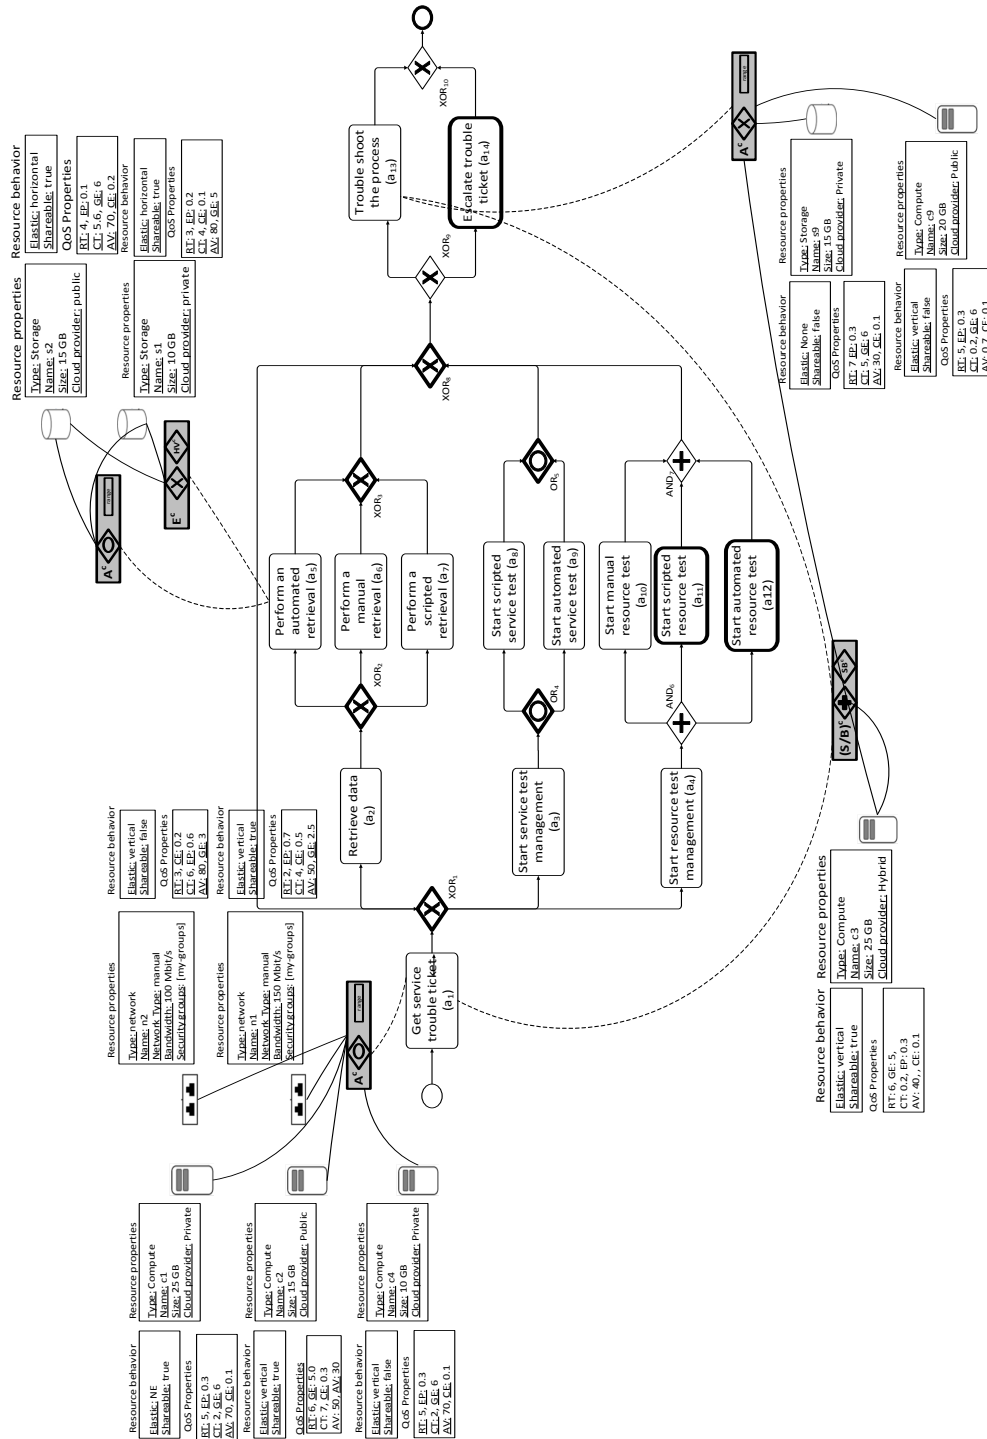 Resource behavior
Elastic: NE
Shareable: true
QoS Properties
RT: 5, EP: 0.3
CT: 2, GE: 6
AV: 70, CE: 0.1
Resource properties
Type: Compute
Name: c1
Size: 25 GB
Cloud provider: Private
Resource behavior
Elastic: vertical
Shareable: true
QoS Properties
RT: 6, GE: 5.0
CT: 7, CE: 0.3
AV: 50, AV: 30
Resource properties
Type: Compute
Name: c2
Size: 15 GB
Cloud provider: Public
Resource behavior
Elastic: vertical
Shareable: false
QoS Properties
RT: 5, EP: 0.3
CT: 2, GE: 6
AV: 70, CE: 0.1
Resource properties
Type: Compute
Name: c4
Size: 10 GB
Cloud provider: Private
Resource properties
Type: network
Name: n2
Network Type: manual
Bandwidth: 100 Mbit/s
Security groups: [my-groups]
Resource behavior
Elastic: vertical
Shareable: false
QoS Properties
RT: 3, CE: 0.2
CT: 6, EP: 0.6
AV: 80, GE: 3
Resource properties
Type: network
Name: n1
Network Type: manual
Bandwidth: 150 Mbit/s
Security groups: [my-groups]
Resource behavior
Elastic: vertical
Shareable: true
QoS Properties
RT: 2, EP: 0.7
CT: 4, CE: 0.5
AV: 50, GE: 2.5
Aᶜ
range
Get service
trouble ticket
(a₁)
XOR₁
Retrieve data
(a₂)
Start service test
management
(a₃)
Start resource test
management (a₄)
XOR₂
OR₄
AND₆
Perform an
automated
retrieval (a₅)
Perform a
manual
retrieval (a₆)
Perform a
scripted
retrieval (a₇)
Start scripted
service test (a₈)
Start automated
service test (a₉)
Start manual
resource test
(a₁₀)
Start scripted
resource test
(a₁₁)
Start automated
resource test
(a12)
XOR₃
OR₅
AND₇
XOR₈
XOR₉
Trouble shoot
the process
(a₁₃)
Escalate trouble
ticket (a₁₄)
XOR₁₀
Aᶜ
range
Eᶜ
HVᶜ
Resource properties
Type: Storage
Name: s2
Size: 15 GB
Cloud provider: public
Resource behavior
Elastic: horizontal
Shareable: true
QoS Properties
RT: 4, EP: 0.1
CT: 5.6, GE: 6
AV: 70, CE: 0.2
Resource properties
Type: Storage
Name: s1
Size: 10 GB
Cloud provider: private
Resource behavior
Elastic: horizontal
Shareable: true
QoS Properties
RT: 3, EP: 0.2
CT: 4, CE: 0.1
AV: 80, GE: 5
Aᶜ
range
Resource behavior
Elastic: None
Shareable: false
QoS Properties
RT: 7 EP: 0.3
CT: 5, GE: 6
AV: 30, CE: 0.1
Resource properties
Type: Storage
Name: s9
Size: 15 GB
Cloud provider: Private
Resource behavior
Elastic: vertical
Shareable: false
QoS Properties
RT: 5, EP: 0.3
CT: 0.2, GE: 6
AV: 0.7, CE: 0.1
Resource properties
Type: Compute
Name: c9
Size: 20 GB
Cloud provider: Public
(S/B)ᶜ
SBᶜ
Resource behavior
Elastic: vertical
Shareable: true
QoS Properties
RT: 6, GE: 5,
CT: 0.2, EP: 0.3
AV: 40, , CE: 0.1
Resource properties
Type: Compute
Name: c3
Size: 25 GB
Cloud provider: Hybrid